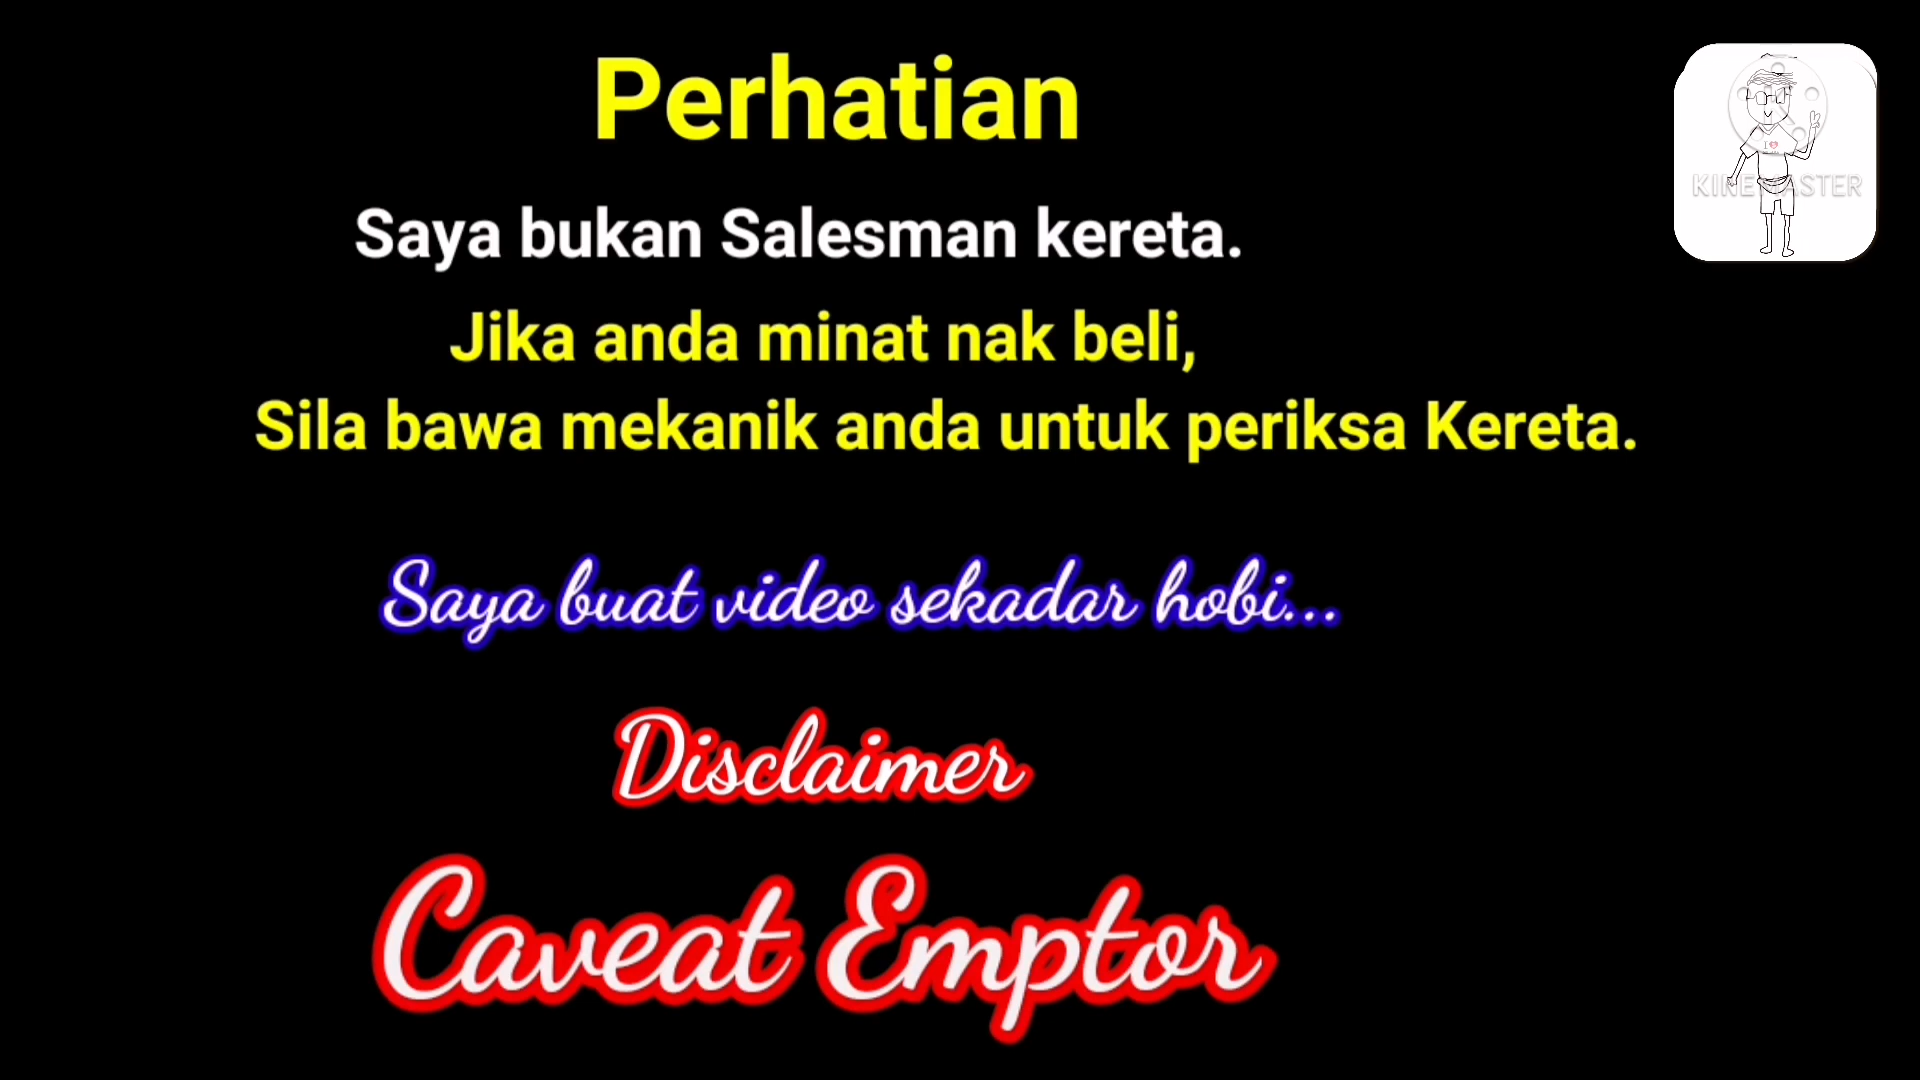 Perhatian
Saya bukan Salesman kereta.
Jika anda minat nak beli,
Sila bawa mekanik anda untuk periksa Kereta.
Saya buat video sekadar hobi...
Disclaimer
Caveat Emptor
KINEMASTER